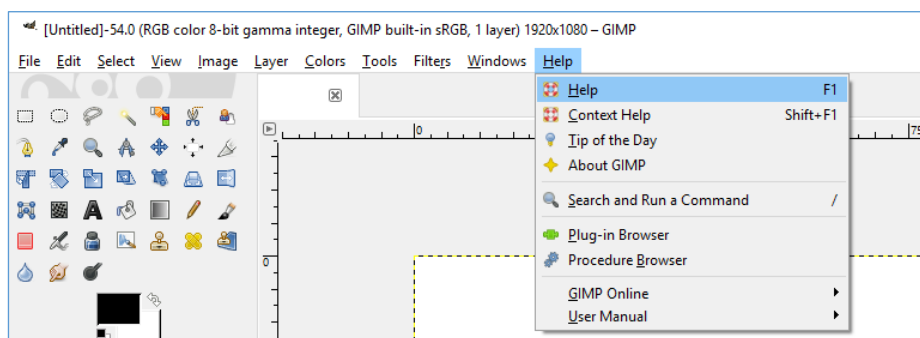 [Untitled]-54.0 (RGB color 8-bit gamma integer, GIMP built-in sRGB, 1 layer) 1920x1080 – GIMP
File Edit Select View Image Layer Colors Tools Filters Windows Help
Help F1
Context Help Shift+F1
Tip of the Day
About GIMP
Search and Run a Command /
Plug-in Browser
Procedure Browser
GIMP Online
User Manual
0
0